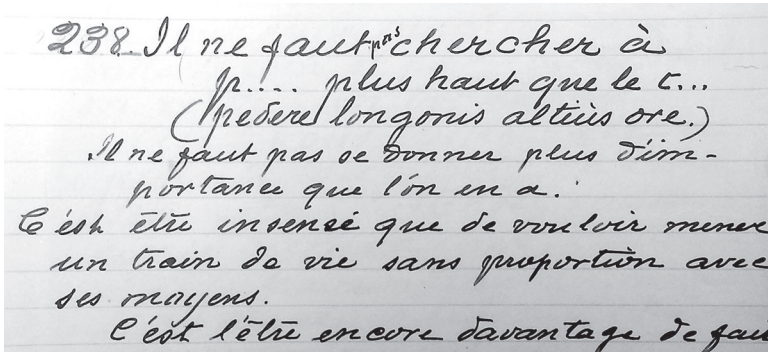 238. Il ne faut pas chercher à
p.... plus haut que le c...
(pedere longonis altiùs ore.)
Il ne faut pas se donner plus d'im-
portance que l'on en a.
C'est être insensé que de vouloir mener
un train de vie sans proportion avec
ses moyens.
C'est l'être encore davantage de fai